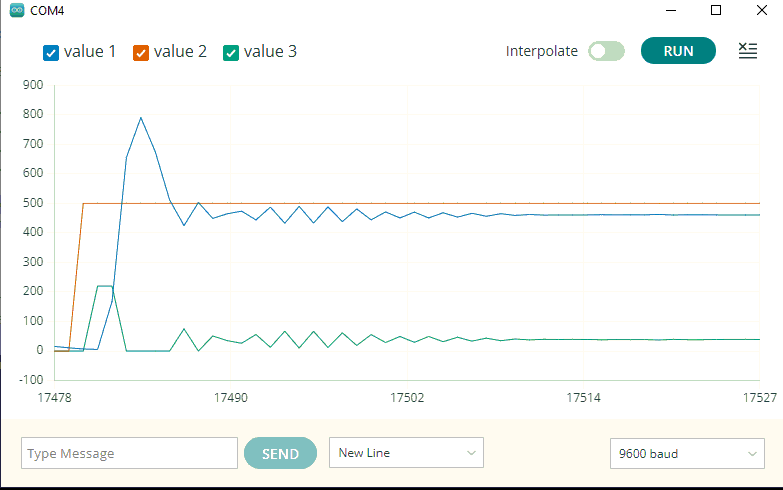 COM4
value 1 value 2 value 3 Interpolate RUN
900
800
700
600
500
400
300
200
100
0
-100
17478 17490 17502 17514 17527
Type Message SEND New Line 9600 baud